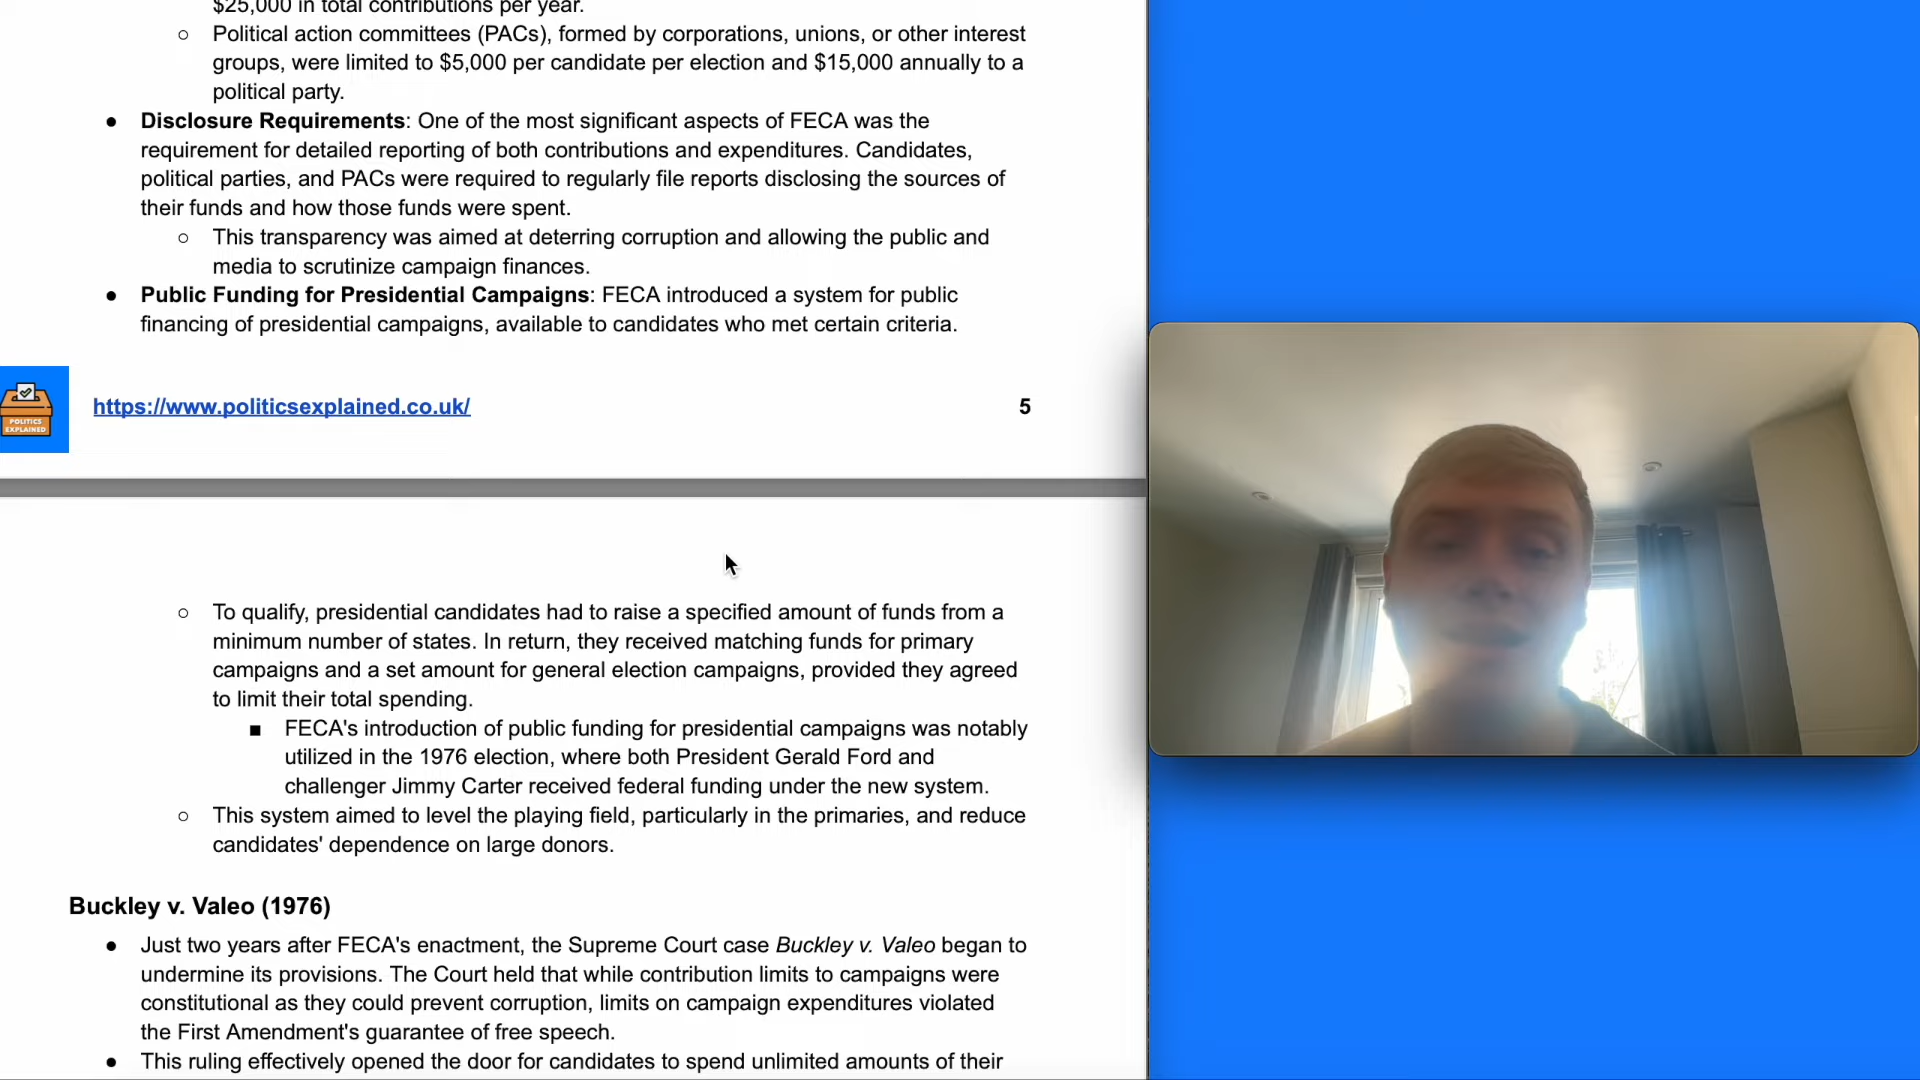 $25,000 in total contributions per year.
○ Political action committees (PACs), formed by corporations, unions, or other interest
groups, were limited to $5,000 per candidate per election and $15,000 annually to a
political party.
● Disclosure Requirements: One of the most significant aspects of FECA was the
requirement for detailed reporting of both contributions and expenditures. Candidates,
political parties, and PACs were required to regularly file reports disclosing the sources of
their funds and how those funds were spent.
○ This transparency was aimed at deterring corruption and allowing the public and
media to scrutinize campaign finances.
● Public Funding for Presidential Campaigns: FECA introduced a system for public
financing of presidential campaigns, available to candidates who met certain criteria.
POLITICS
EXPLAINED
https://www.politicsexplained.co.uk/
5
○ To qualify, presidential candidates had to raise a specified amount of funds from a
minimum number of states. In return, they received matching funds for primary
campaigns and a set amount for general election campaigns, provided they agreed
to limit their total spending.
■ FECA's introduction of public funding for presidential campaigns was notably
utilized in the 1976 election, where both President Gerald Ford and
challenger Jimmy Carter received federal funding under the new system.
○ This system aimed to level the playing field, particularly in the primaries, and reduce
candidates' dependence on large donors.
Buckley v. Valeo (1976)
● Just two years after FECA's enactment, the Supreme Court case Buckley v. Valeo began to
undermine its provisions. The Court held that while contribution limits to campaigns were
constitutional as they could prevent corruption, limits on campaign expenditures violated
the First Amendment's guarantee of free speech.
● This ruling effectively opened the door for candidates to spend unlimited amounts of their